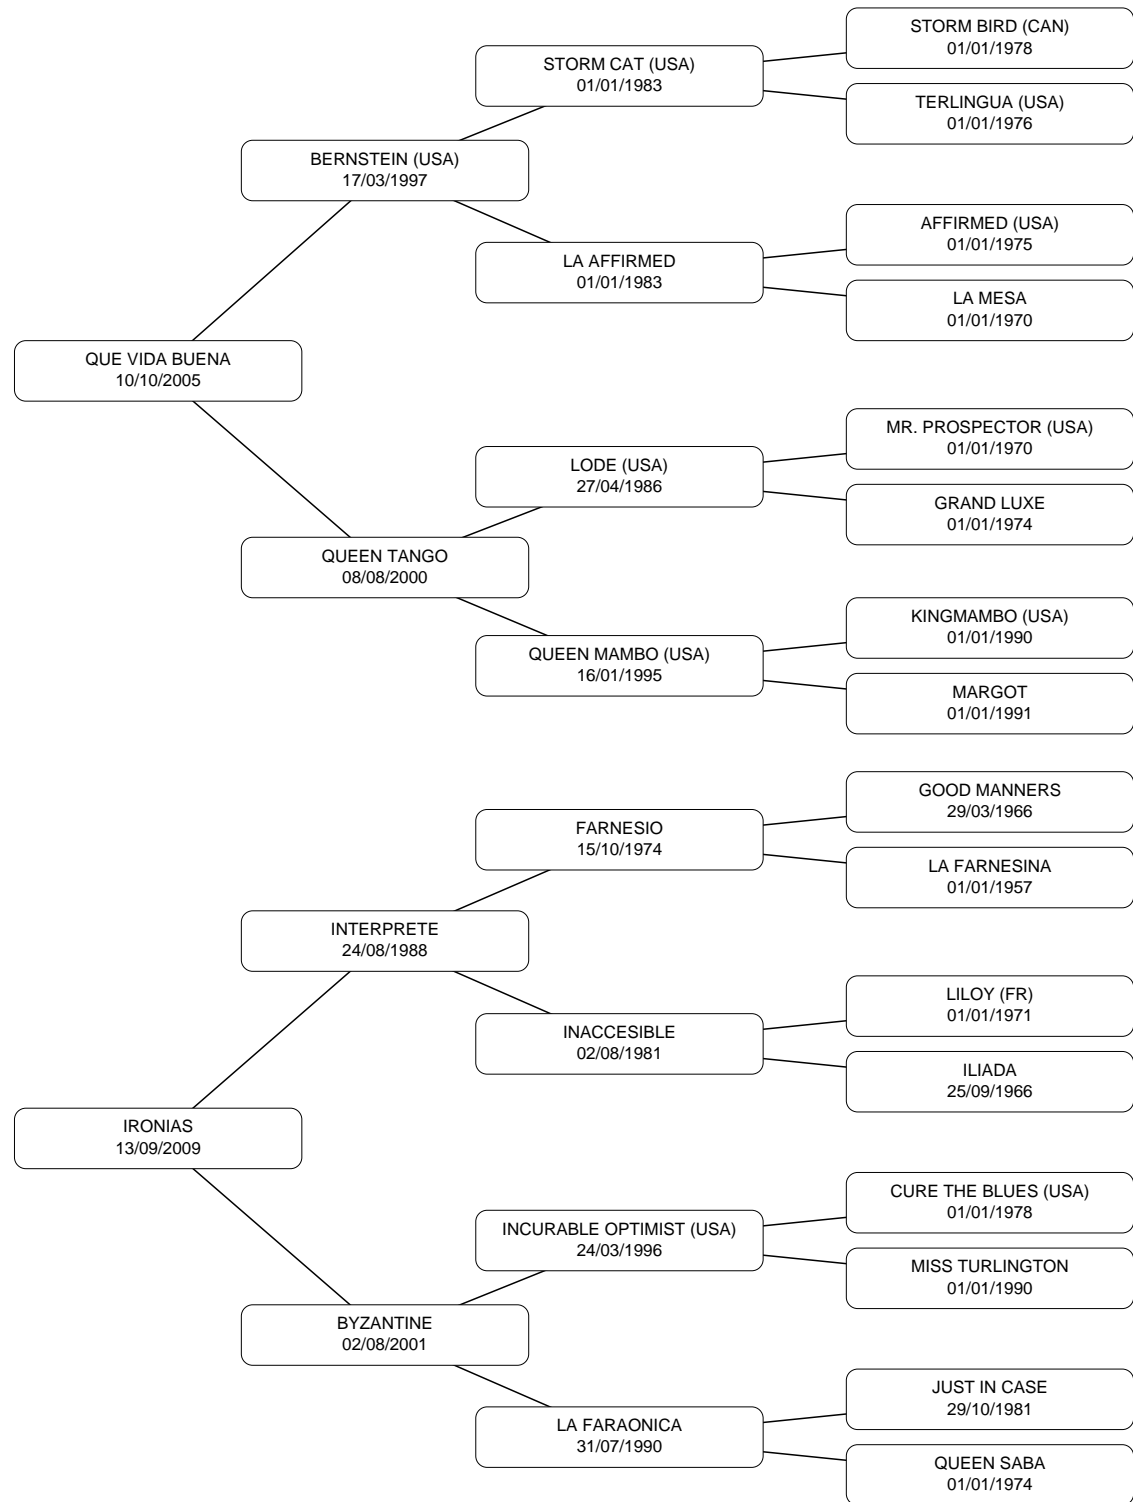 STORM BIRD (CAN)
01/01/1978
STORM CAT (USA)
01/01/1983
TERLINGUA (USA)
01/01/1976
BERNSTEIN (USA)
17/03/1997
AFFIRMED (USA)
01/01/1975
LA AFFIRMED
01/01/1983
LA MESA
01/01/1970
QUE VIDA BUENA
10/10/2005
MR. PROSPECTOR (USA)
01/01/1970
LODE (USA)
27/04/1986
GRAND LUXE
01/01/1974
QUEEN TANGO
08/08/2000
KINGMAMBO (USA)
01/01/1990
QUEEN MAMBO (USA)
16/01/1995
MARGOT
01/01/1991
GOOD MANNERS
29/03/1966
FARNESIO
15/10/1974
LA FARNESINA
01/01/1957
INTERPRETE
24/08/1988
LILOY (FR)
01/01/1971
INACCESIBLE
02/08/1981
ILIADA
25/09/1966
IRONIAS
13/09/2009
CURE THE BLUES (USA)
01/01/1978
INCURABLE OPTIMIST (USA)
24/03/1996
MISS TURLINGTON
01/01/1990
BYZANTINE
02/08/2001
JUST IN CASE
29/10/1981
LA FARAONICA
31/07/1990
QUEEN SABA
01/01/1974